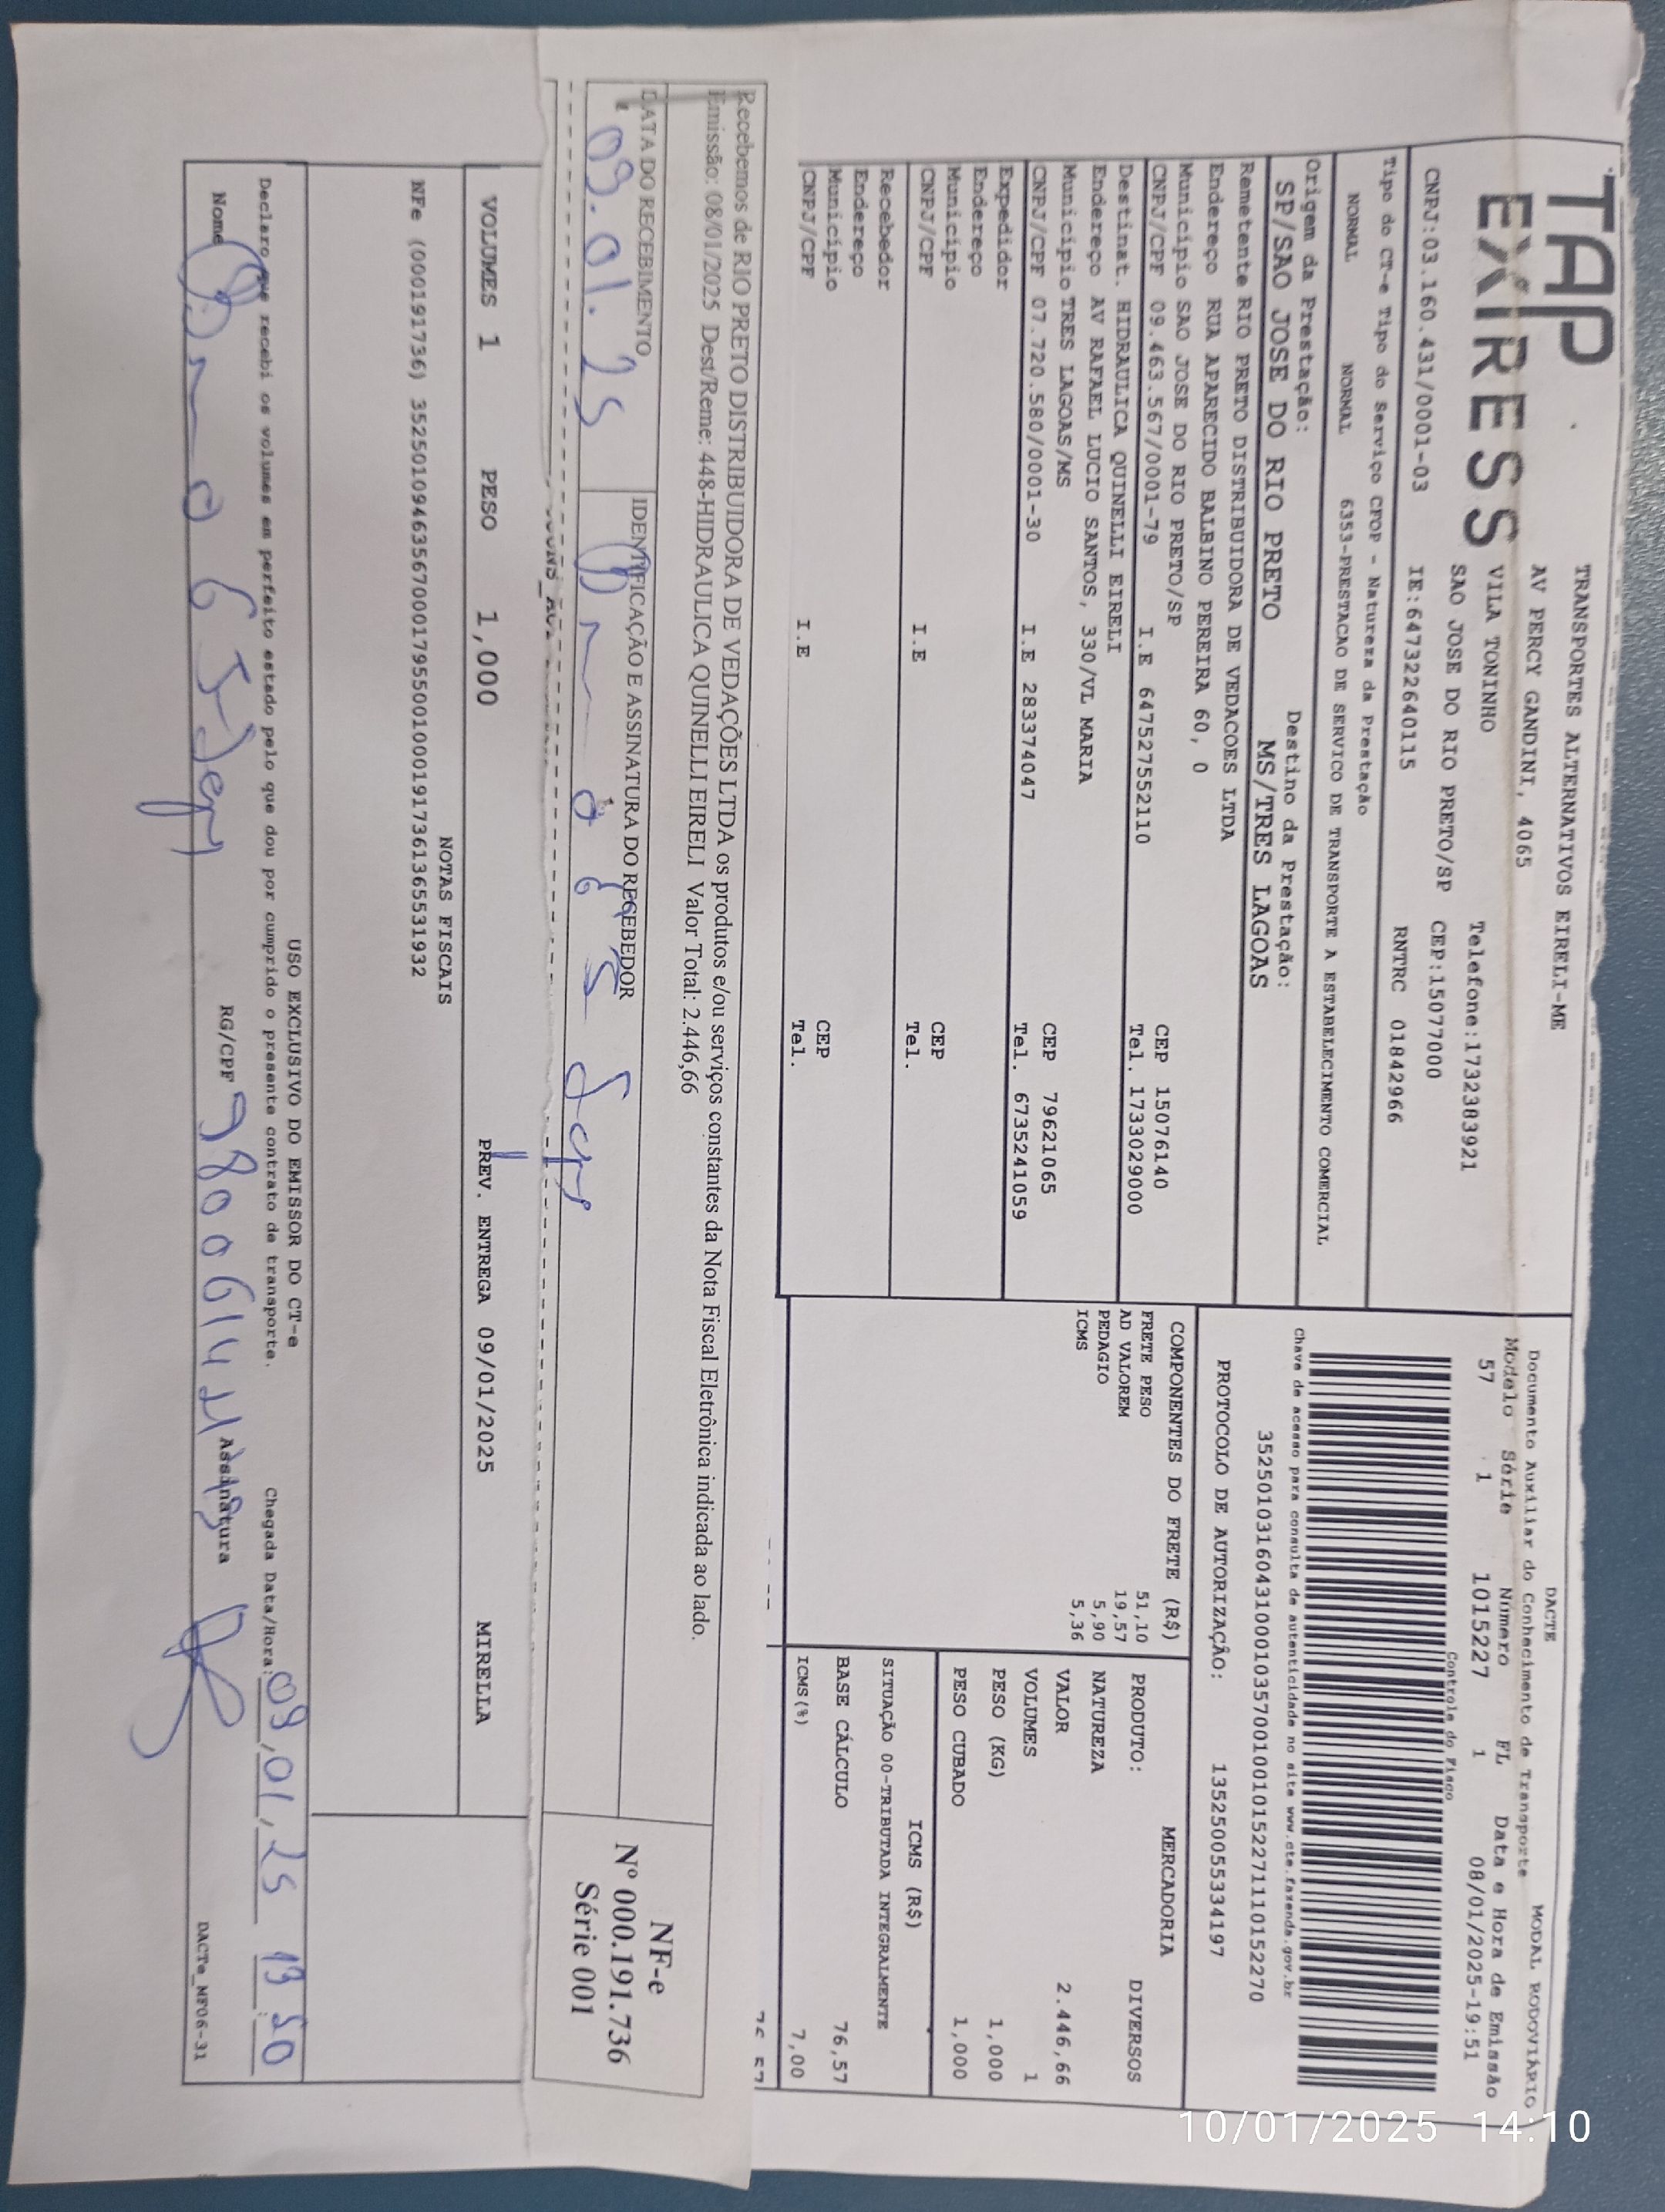 TAP
EXPRESS
TRANSPORTES ALTERNATIVOS EIRELI-ME
AV PERCY GANDINI, 4065
VILA TONINHO
Telefone:1732383921
SAO JOSE DO RIO PRETO/SP CEP:15077000
CNPJ:03.160.431/0001-03 IE:647322640115 RNTRC 01842966
Tipo do CT-e Tipo do Serviço CFOP - Natureza da Prestação
NORMAL NORMAL 6353-PRESTACAO DE SERVICO DE TRANSPORTE A ESTABELECIMENTO COMERCIAL
Origem da Prestação: Destino da Prestação:
SP/SAO JOSE DO RIO PRETO MS/TRES LAGOAS
DACTE MODAL RODOVIÁRIO
Documento Auxiliar do Conhecimento de Transporte
Modelo Série Número FL Data e Hora de Emissão
57 1 101527 1 08/01/2025-19:51
Controle do Fisco
Chave de acesso para consulta de autenticidade no site www.cte.fazenda.gov.br
PROTOCOLO DE AUTORIZAÇÃO: 135250055334197
Remetente RIO PRETO DISTRIBUIDORA DE VEDACOES LTDA
Endereço RUA APARECIDO BALBINO PEREIRA 60, 0
Município SAO JOSE DO RIO PRETO/SP CEP 15076140
CNPJ/CPF 09.463.567/0001-79 I.E 647527552110 Tel. 1733029000
Destinat. HIDRAULICA QUINELLI EIRELI
Endereço AV RAFAEL LUCIO SANTOS, 330/VL MARIA
Município TRES LAGOAS/MS CEP 79621065
CNPJ/CPF 07.720.580/0001-30 I.E 283374047 Tel. 6735241059
Expedidor
Endereço
Município CEP
CNPJ/CPF I.E Tel.
Recebedor
Endereço
Município CEP
CNPJ/CPF I.E Tel.
COMPONENTES DO FRETE (R$)
FRETE PESO 51,10
AD VALOREM 19,57
PEDAGIO 5,90
ICMS 5,36
MERCADORIA
PRODUTO: DIVERSOS
NATUREZA
VALOR 2.446,66
VOLUMES 1
PESO (KG) 1,000
PESO CUBADO 1,000
ICMS (R$)
SITUAÇÃO 00-TRIBUTADA INTEGRALMENTE
BASE CÁLCULO 76,57
ICMS(%) 7,00
Recebemos de RIO PRETO DISTRIBUIDORA DE VEDAÇÕES LTDA os produtos e/ou serviços constantes da Nota Fiscal Eletrônica indicada ao lado.
Emissão: 08/01/2025 Dest/Reme: 448-HIDRAULICA QUINELLI EIRELI Valor Total: 2.446,66
DATA DO RECEBIMENTO IDENTIFICAÇÃO E ASSINATURA DO RECEBEDOR
09.01.25
NF-e
Nº 000.191.736
Série 001
VOLUMES 1 PESO 1,000 PREV. ENTREGA 09/01/2025 MIRELLA
NOTAS FISCAIS
NFe (000191736) 35250109463567000179550010001917361365531932
USO EXCLUSIVO DO EMISSOR DO CT-e
Declaro que recebi os volumes em perfeito estado pelo que dou por cumprido o presente contrato de transporte. Chegada Data/Hora: 09/01/25 13:50
Nome RG/CPF Assinatura
DACTe_NF06-31
10/01/2025 14:10